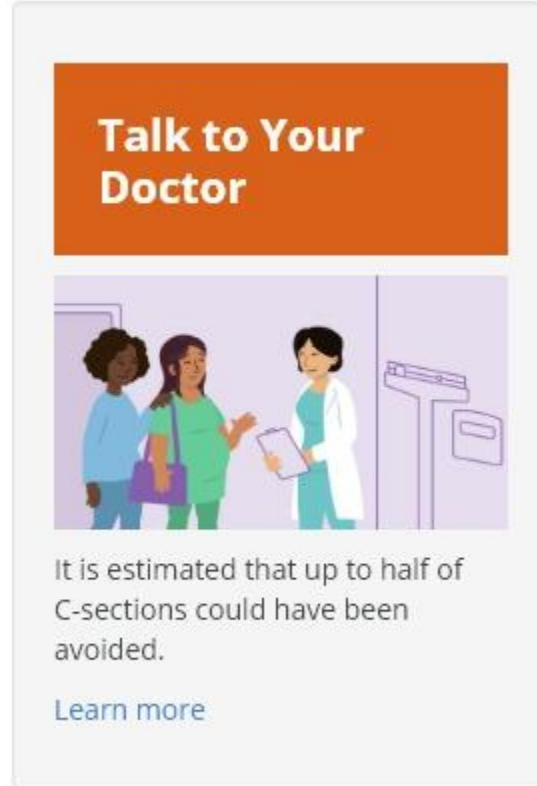 Talk to Your
Doctor
It is estimated that up to half of
C-sections could have been
avoided.
Learn more